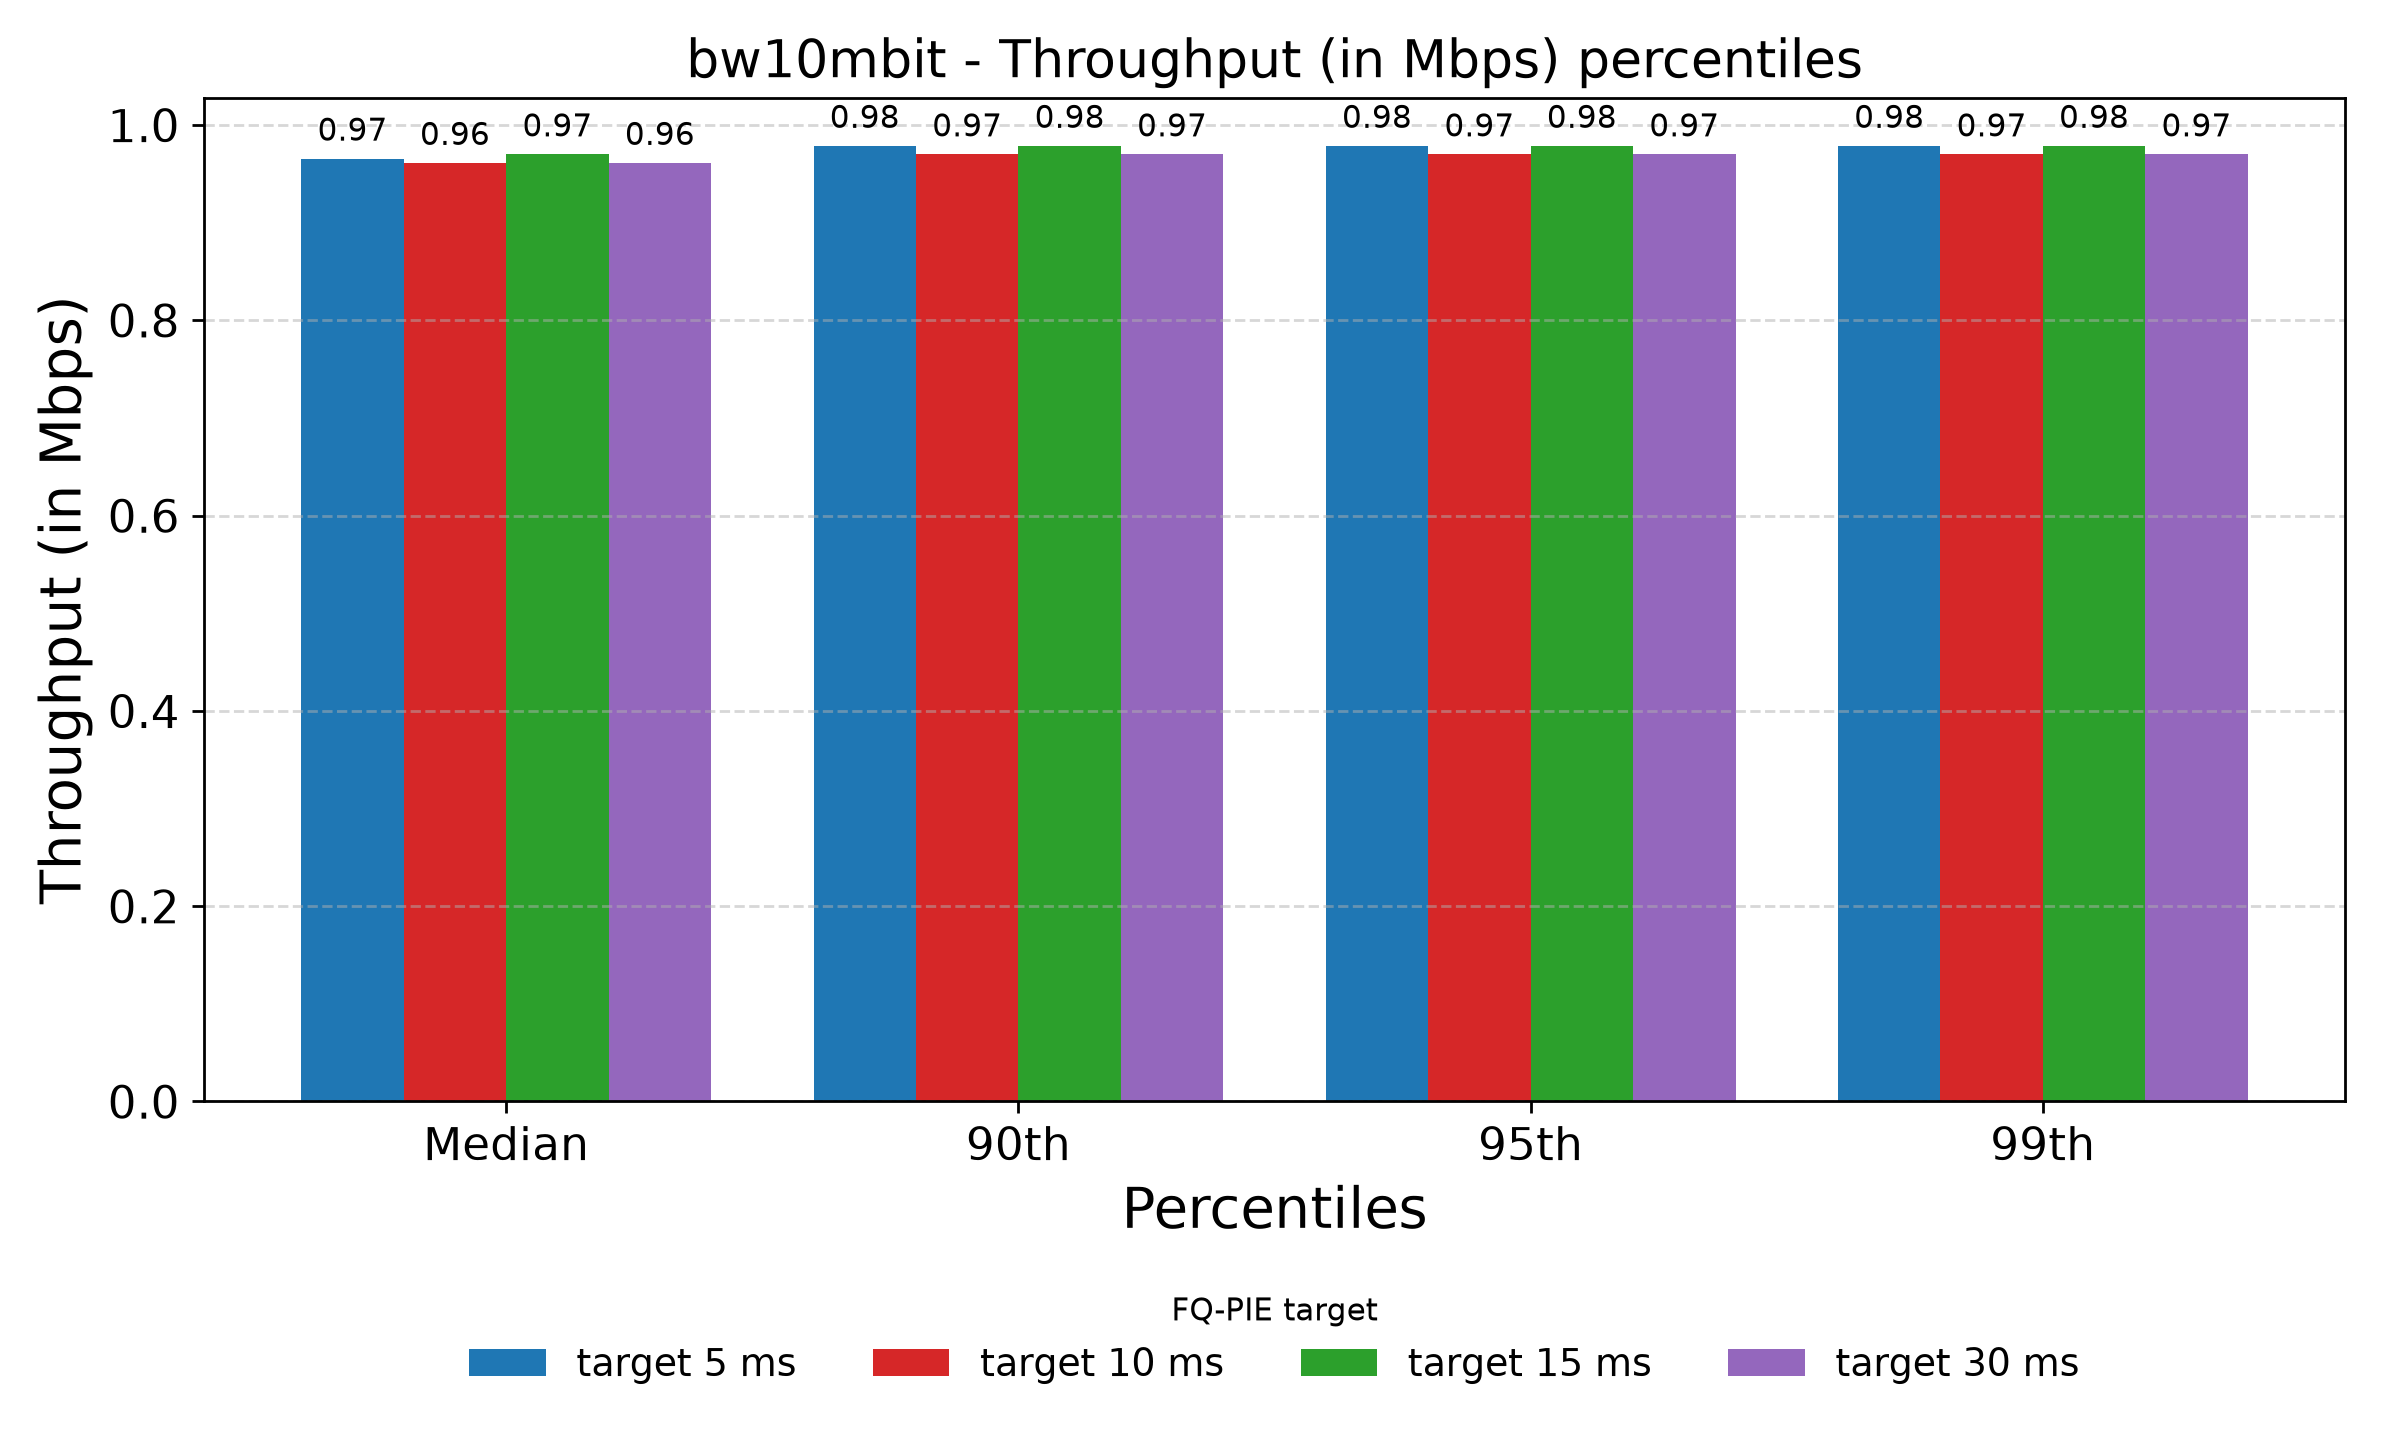 bw10mbit - Throughput (in Mbps) percentiles
Throughput (in Mbps)
1.0
0.8
0.6
0.4
0.2
0.0
0.97 0.96 0.97 0.96 0.98 0.97 0.98 0.97 0.98 0.97 0.98 0.97 0.98 0.97 0.98 0.97
Median 90th 95th 99th
Percentiles
FQ-PIE target
target 5 ms target 10 ms target 15 ms target 30 ms